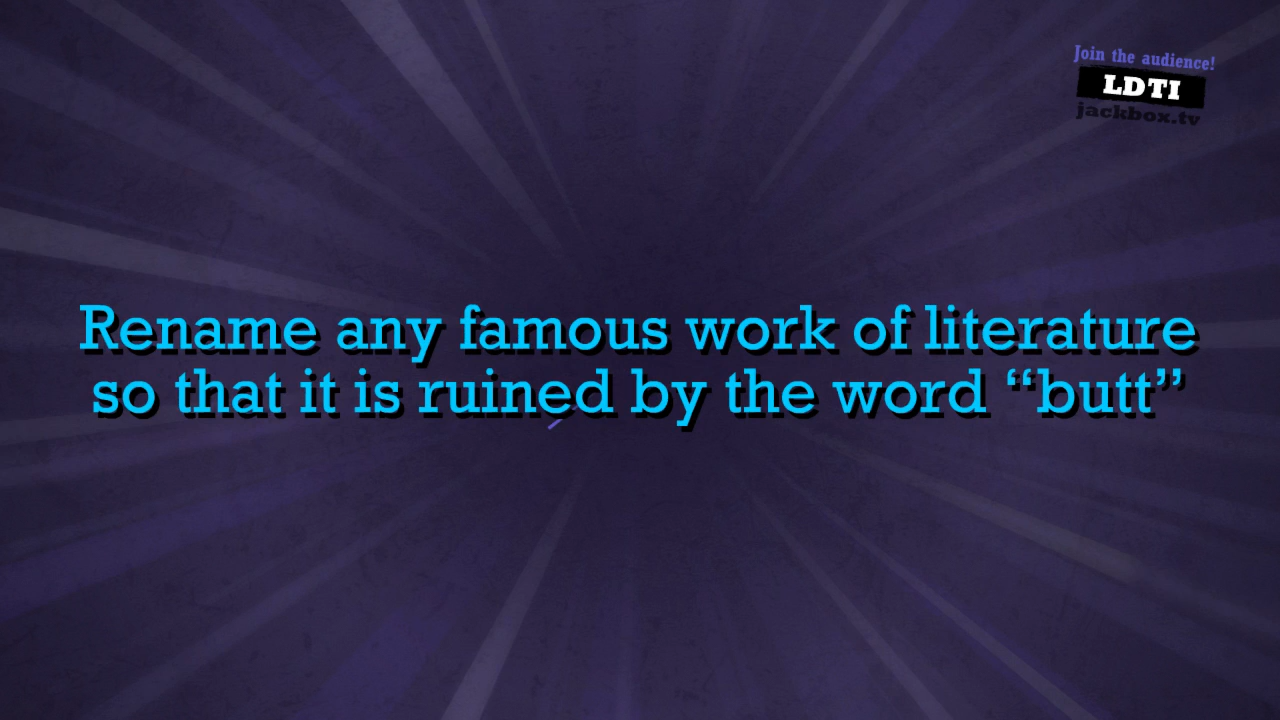 Join the audience!
LDTI
jackbox.tv
Rename any famous work of literature
so that it is ruined by the word “butt”